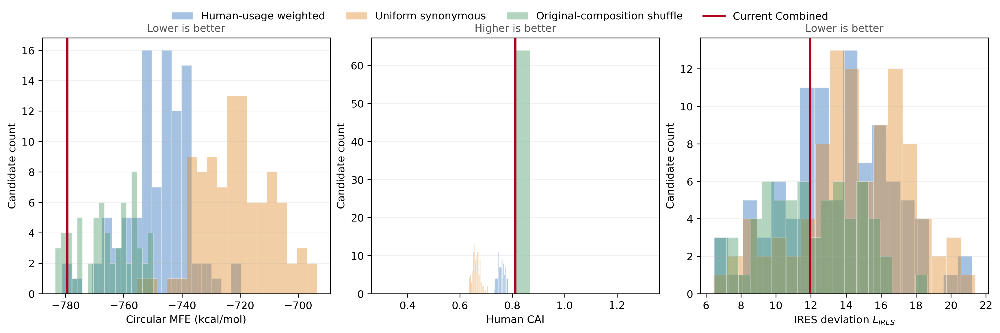 Human-usage weighted Uniform synonymous Original-composition shuffle Current Combined
Lower is better
16
14
12
10
8
6
4
2
0
Candidate count
−780 −760 −740 −720 −700
Circular MFE (kcal/mol)
Higher is better
60
50
40
30
20
10
0
Candidate count
0.4 0.6 0.8 1.0 1.2
Human CAI
Lower is better
12
10
8
6
4
2
0
Candidate count
6 8 10 12 14 16 18 20 22
IRES deviation L_IRES